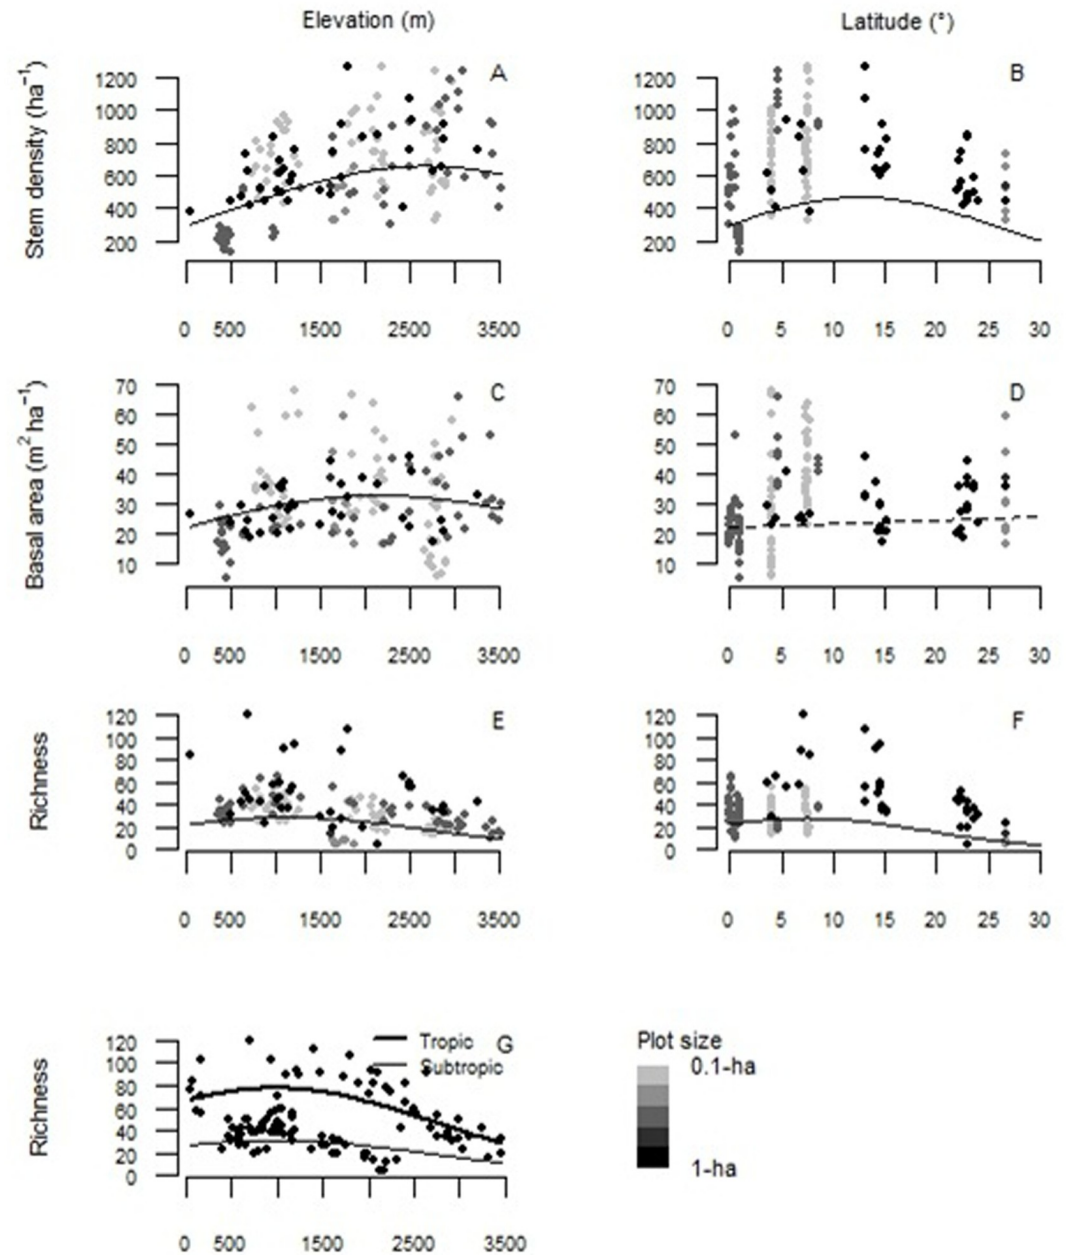 Elevation (m)
Latitude (°)
Stem density (ha⁻¹)
1200
1000
800
600
400
200
A
0 500 1500 2500 3500
1200
1000
800
600
400
200
B
0 5 10 15 20 25 30
Basal area (m² ha⁻¹)
70
60
50
40
30
20
10
C
0 500 1500 2500 3500
70
60
50
40
30
20
10
D
0 5 10 15 20 25 30
Richness
120
100
80
60
40
20
0
E
0 500 1500 2500 3500
120
100
80
60
40
20
0
F
0 5 10 15 20 25 30
Richness
120
100
80
60
40
20
0
Tropic
Subtropic
G
0 500 1500 2500 3500
Plot size
0.1-ha
1-ha